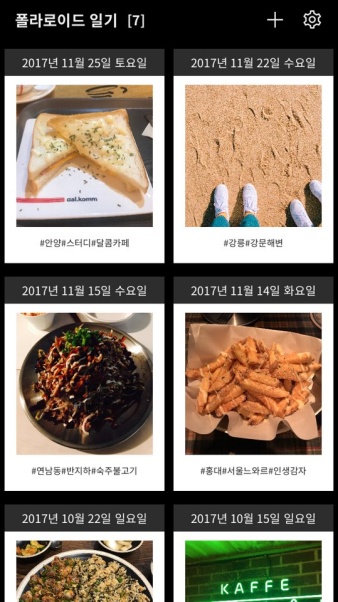 폴라로이드 일기 [7]
2017년 11월 25일 토요일
2017년 11월 22일 수요일
dal.komm
#안양#스터디#달콤카페
#강릉#강문해변
2017년 11월 15일 수요일
2017년 11월 14일 화요일
#연남동#반지하#숙주불고기
#홍대#서울느와르#인생감자
2017년 10월 22일 일요일
2017년 10월 15일 일요일
KAFFE